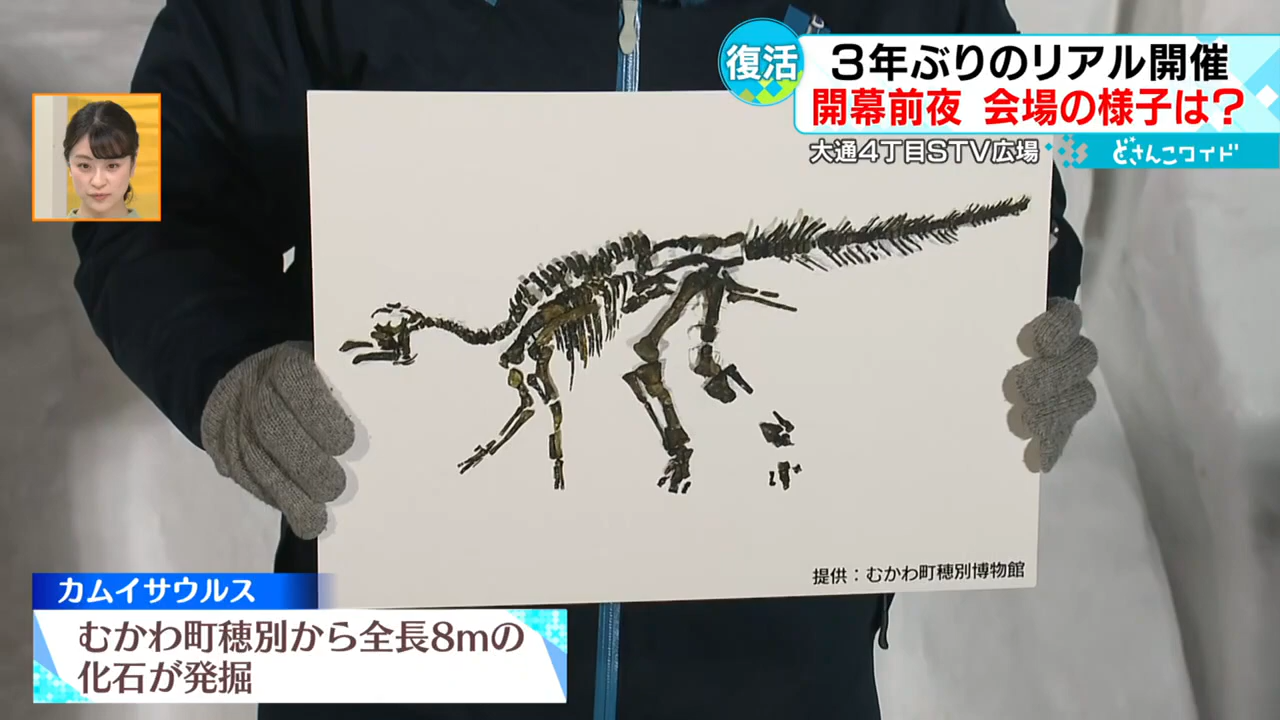 復活
3年ぶりのリアル開催
開幕前夜 会場の様子は?
大通4丁目STV広場
どさんこワイド
提供：むかわ町穂別博物館
カムイサウルス
むかわ町穂別から全長8mの
化石が発掘